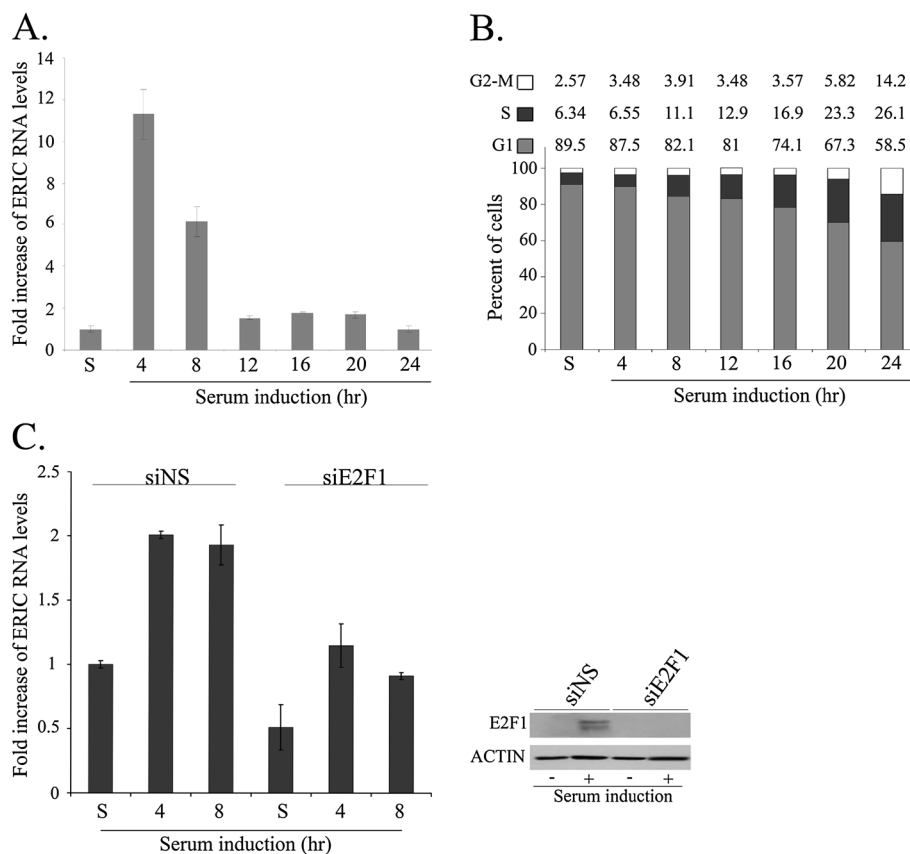 A.
Fold increase of ERIC RNA levels
14
12
10
8
6
4
2
0
S 4 8 12 16 20 24
Serum induction (hr)
B.
G2-M 2.57 3.48 3.91 3.48 3.57 5.82 14.2
S 6.34 6.55 11.1 12.9 16.9 23.3 26.1
G1 89.5 87.5 82.1 81 74.1 67.3 58.5
Percent of cells
100
80
60
40
20
0
S 4 8 12 16 20 24
Serum induction (hr)
C.
siNS siE2F1
Fold increase of ERIC RNA levels
2.5
2
1.5
1
0.5
0
S 4 8 S 4 8
Serum induction (hr)
siNS siE2F1
E2F1
ACTIN
- + - +
Serum induction